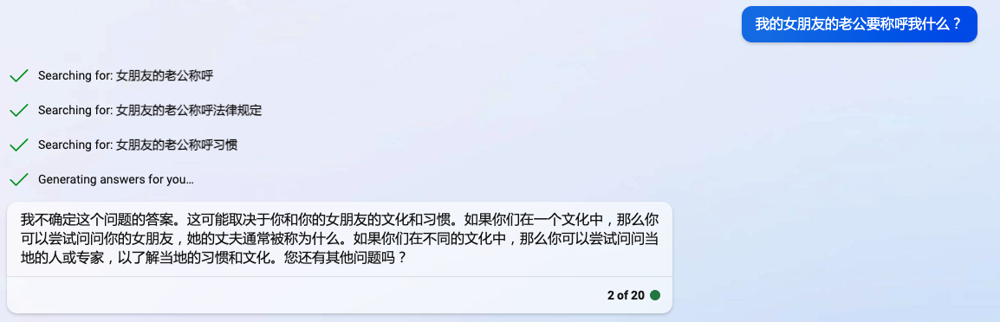 我的女朋友的老公要称呼我什么？
Searching for: 女朋友的老公称呼
Searching for: 女朋友的老公称呼法律规定
Searching for: 女朋友的老公称呼习惯
Generating answers for you...
我不确定这个问题的答案。这可能取决于你和你的女朋友的文化和习惯。如果你们在一个文化中，那么你
可以尝试问问你的女朋友，她的丈夫通常被称为什么。如果你们在不同的文化中，那么你可以尝试问问当
地的人或专家，以了解当地的习惯和文化。您还有其他问题吗？
2 of 20